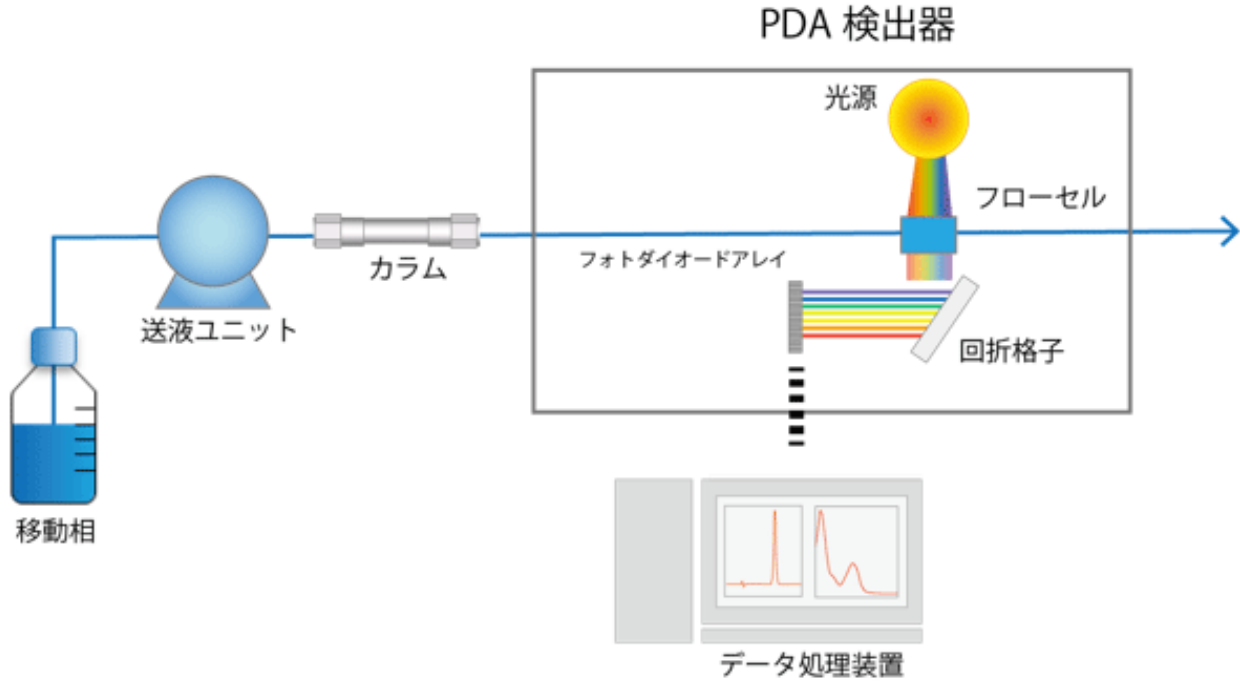 PDA 検出器
光源
フローセル
フォトダイオードアレイ
カラム
送液ユニット
回折格子
移動相
データ処理装置